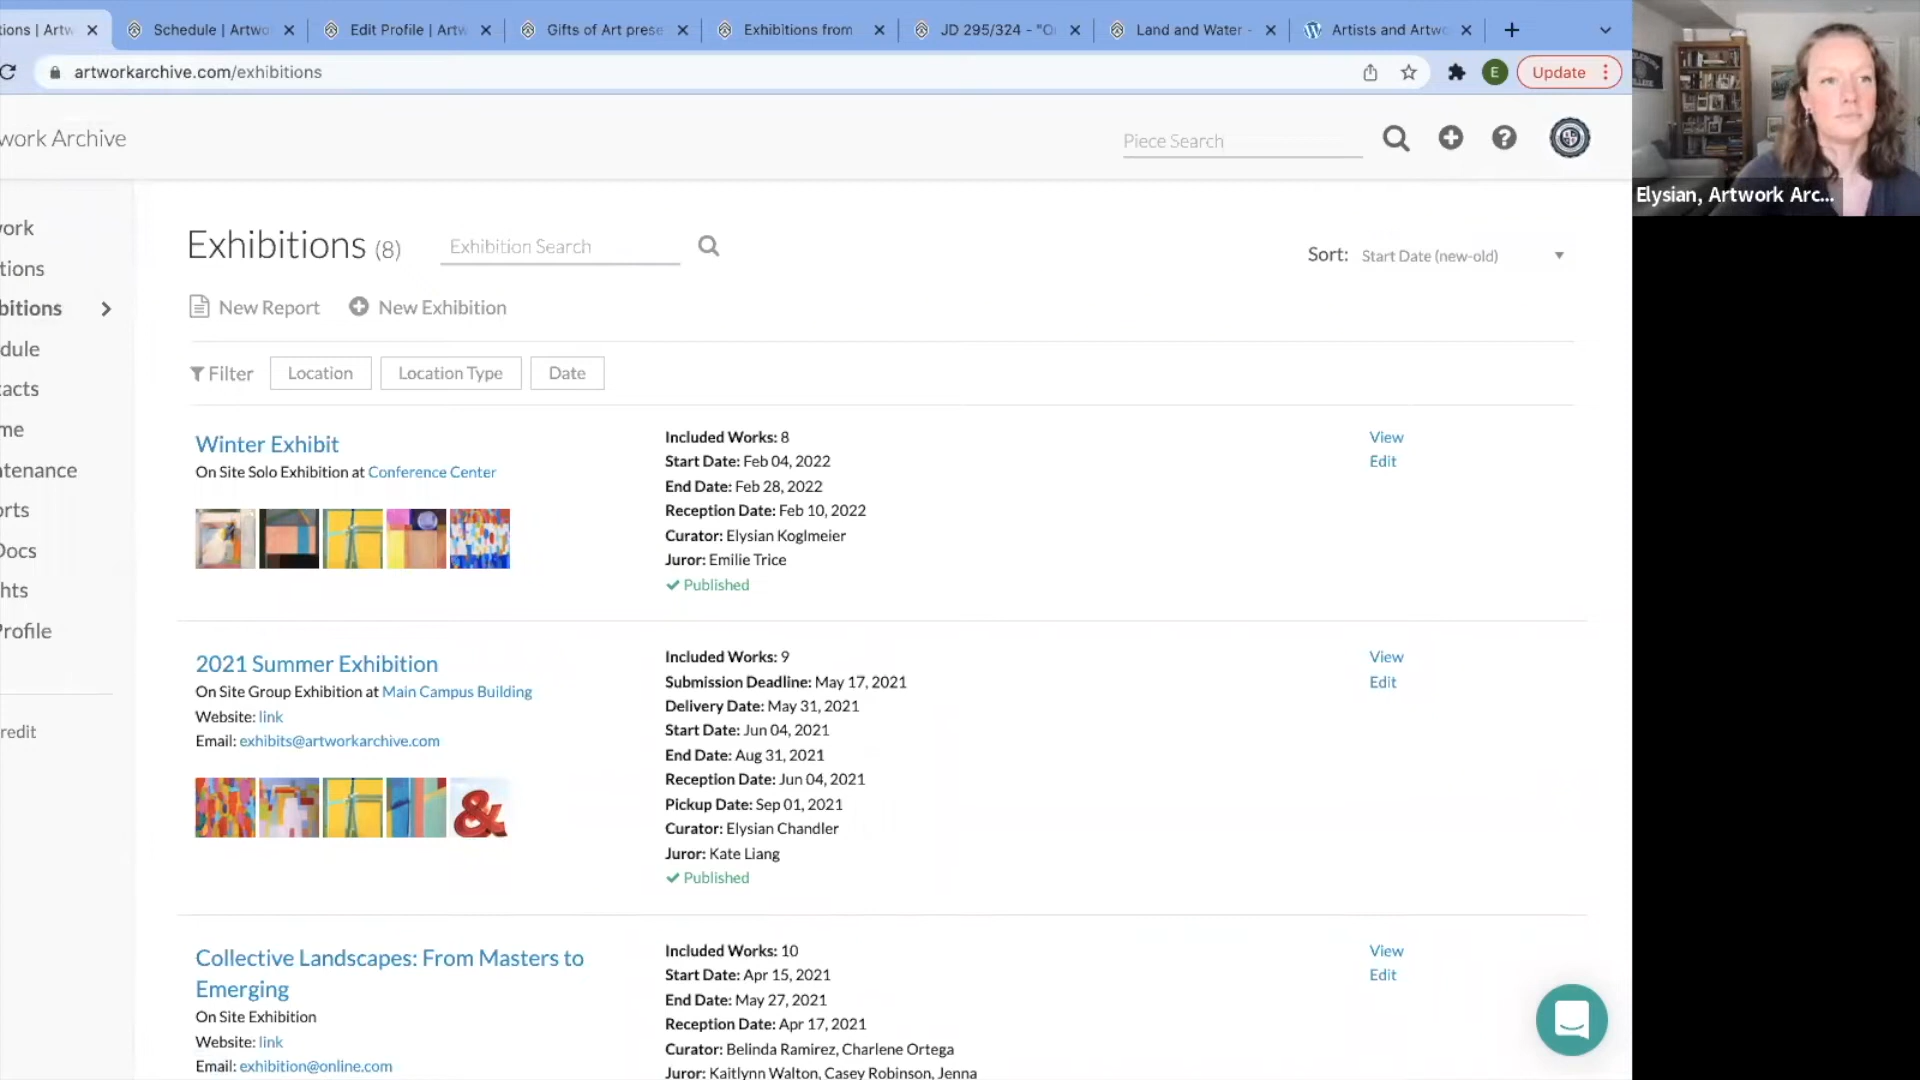 tions | Artw
Schedule | Artwo
Edit Profile | Artw
Gifts of Art prese
Exhibitions from
JD 295/324 - "O
Land and Water -
Artists and Artwo
artworkarchive.com/exhibitions
E
Update
work Archive
Piece Search
Elysian, Artwork Arc...
work
tions
bitions
dule
tacts
me
ntenance
orts
Docs
hts
Profile
redit
Exhibitions (8)
Exhibition Search
Sort: Start Date (new-old)
New Report
New Exhibition
Filter
Location
Location Type
Date
Winter Exhibit
On Site Solo Exhibition at Conference Center
Included Works: 8
Start Date: Feb 04, 2022
End Date: Feb 28, 2022
Reception Date: Feb 10, 2022
Curator: Elysian Koglmeier
Juror: Emilie Trice
Published
View
Edit
2021 Summer Exhibition
On Site Group Exhibition at Main Campus Building
Website: link
Email: exhibits@artworkarchive.com
&
Included Works: 9
Submission Deadline: May 17, 2021
Delivery Date: May 31, 2021
Start Date: Jun 04, 2021
End Date: Aug 31, 2021
Reception Date: Jun 04, 2021
Pickup Date: Sep 01, 2021
Curator: Elysian Chandler
Juror: Kate Liang
Published
View
Edit
Collective Landscapes: From Masters to
Emerging
On Site Exhibition
Website: link
Email: exhibition@online.com
Included Works: 10
Start Date: Apr 15, 2021
End Date: May 27, 2021
Reception Date: Apr 17, 2021
Curator: Belinda Ramirez, Charlene Ortega
Juror: Kaitlynn Walton, Casey Robinson, Jenna
View
Edit